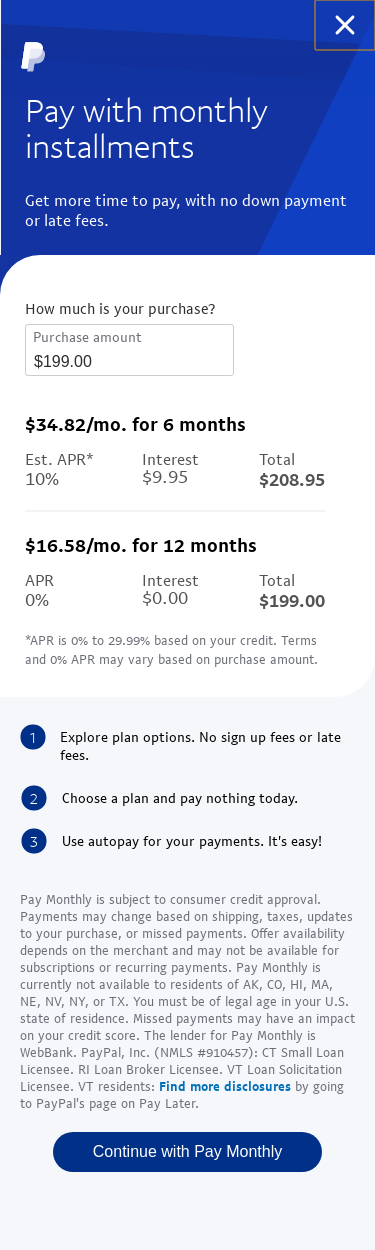 Pay with monthly
installments
Get more time to pay, with no down payment
or late fees.
How much is your purchase?
Purchase amount
$199.00
$34.82/mo. for 6 months
Est. APR* Interest Total
10% $9.95 $208.95
$16.58/mo. for 12 months
APR Interest Total
0% $0.00 $199.00
*APR is 0% to 29.99% based on your credit. Terms
and 0% APR may vary based on purchase amount.
1 Explore plan options. No sign up fees or late
fees.
2 Choose a plan and pay nothing today.
3 Use autopay for your payments. It's easy!
Pay Monthly is subject to consumer credit approval.
Payments may change based on shipping, taxes, updates
to your purchase, or missed payments. Offer availability
depends on the merchant and may not be available for
subscriptions or recurring payments. Pay Monthly is
currently not available to residents of AK, CO, HI, MA,
NE, NV, NY, or TX. You must be of legal age in your U.S.
state of residence. Missed payments may have an impact
on your credit score. The lender for Pay Monthly is
WebBank. PayPal, Inc. (NMLS #910457): CT Small Loan
Licensee. RI Loan Broker Licensee. VT Loan Solicitation
Licensee. VT residents: Find more disclosures by going
to PayPal's page on Pay Later.
Continue with Pay Monthly